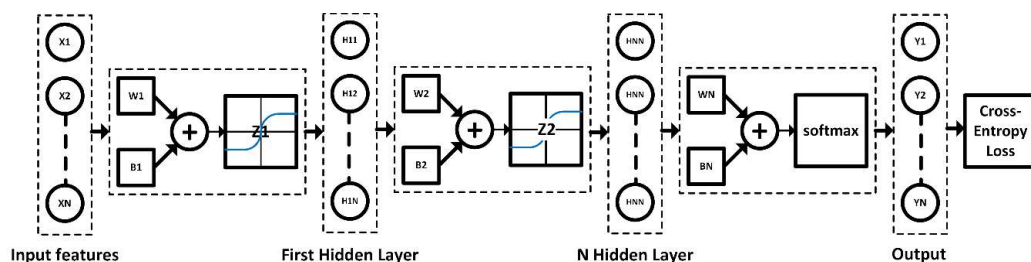 X1
X2
XN
Input features
W1
B1
+
Z1
H11
H12
H1N
First Hidden Layer
W2
B2
+
Z2
HNN
HNN
HNN
N Hidden Layer
WN
BN
+
softmax
Y1
Y2
YN
Output
Cross-
Entropy
Loss